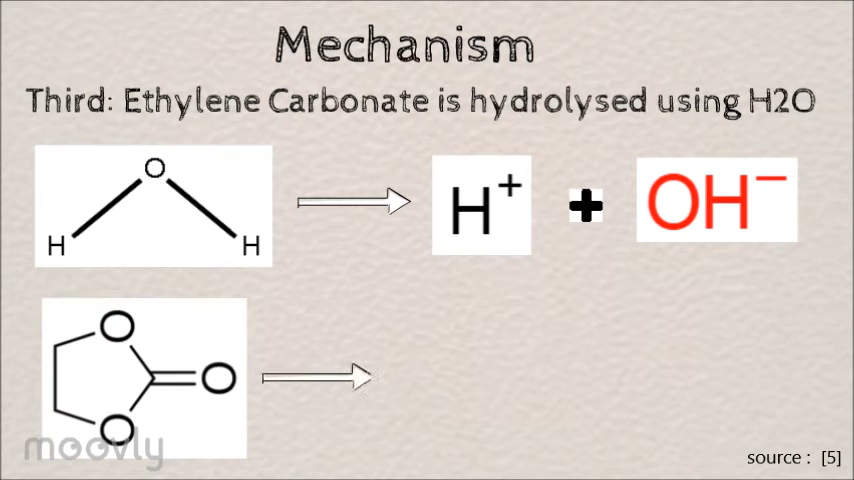 Mechanism
Third: Ethylene Carbonate is hydrolysed using H2O
O
H H
H+ + OH−
O
O
O
moovly
source : [5]